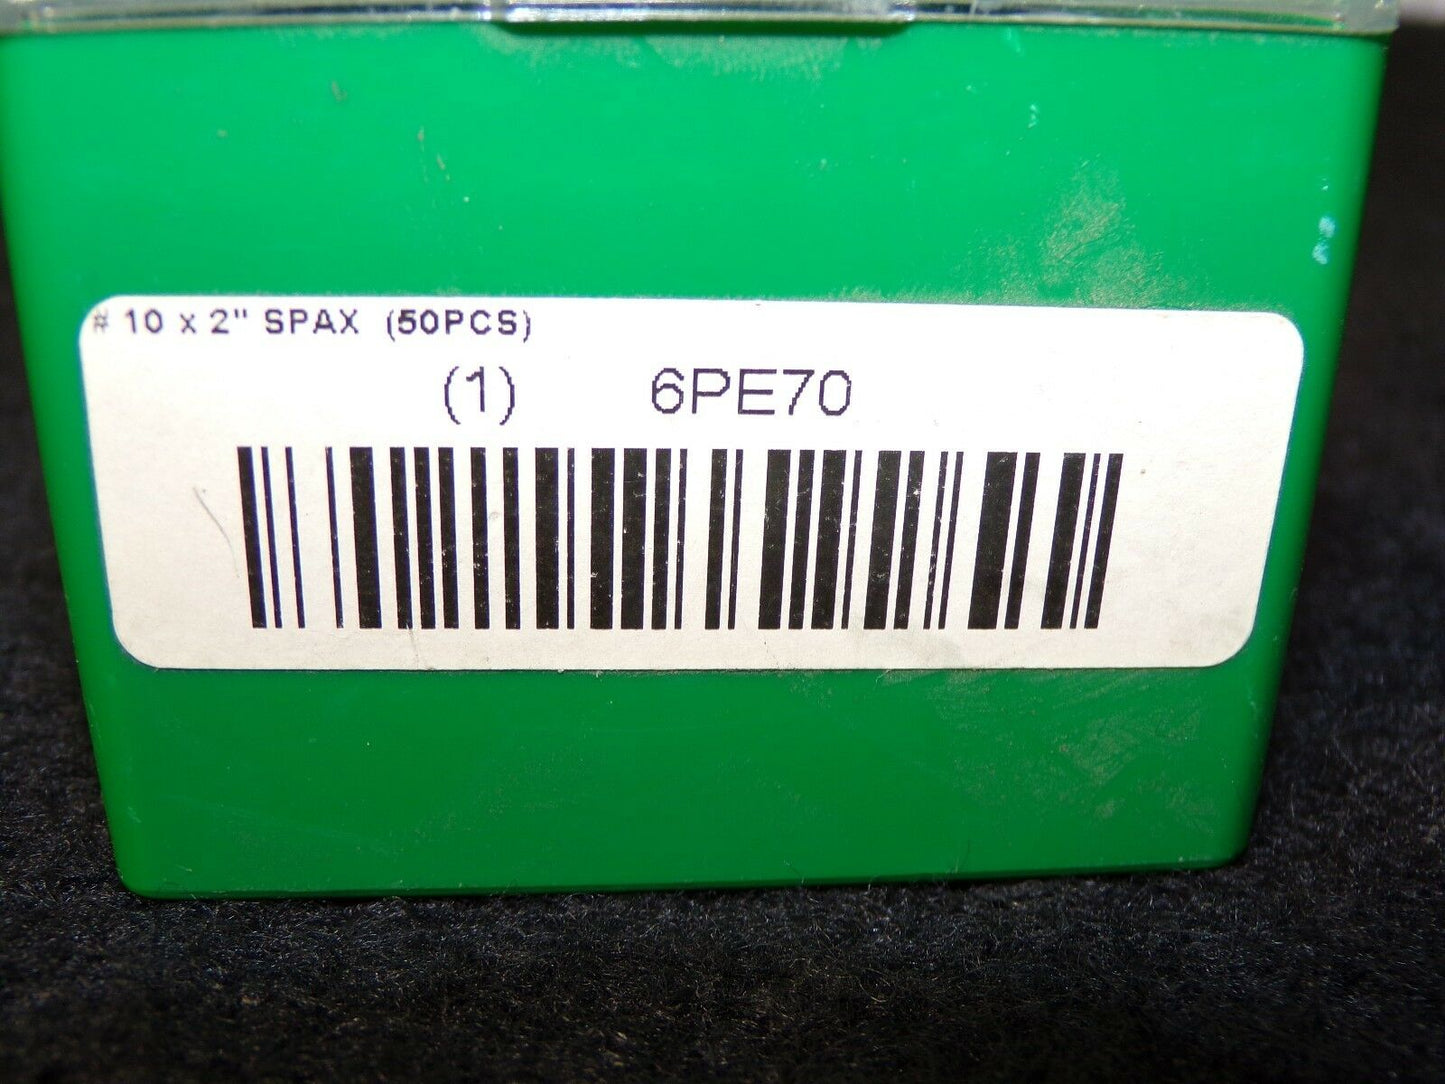 # 10 x 2" SPAX (50PCS)
(1) 6PE70